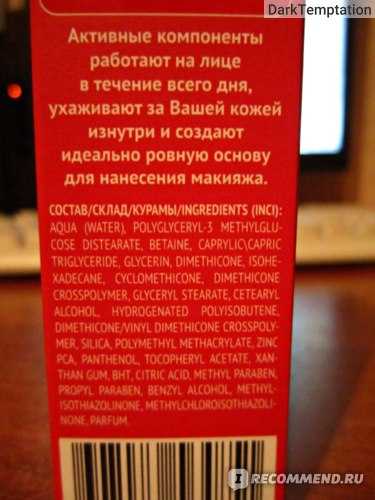 DarkTemptation
Активные компоненты
работают на лице
в течение всего дня,
ухаживают за Вашей кожей
изнутри и создают
идеально ровную основу
для нанесения макияжа.
СОСТАВ/СКЛАД/КУРАМЫ/INGREDIENTS (INCI):
AQUA (WATER), POLYGLYCERYL-3 METHYLGLU-
COSE DISTEARATE, BETAINE, CAPRYLIC\CAPRIC
TRIGLYCERIDE, GLYCERIN, DIMETHICONE, ISOHE-
XADECANE, CYCLOMETHICONE, DIMETHICONE
CROSSPOLYMER, GLYCERYL STEARATE, CETEARYL
ALCOHOL, HYDROGENATED POLYISOBUTENE,
DIMETHICONE/VINYL DIMETHICONE CROSSPOLY-
MER, SILICA, POLYMETHYL METHACRYLATE, ZINC
PCA, PANTHENOL, TOCOPHERYL ACETATE, XAN-
THAN GUM, BHT, CITRIC ACID, METHYL PARABEN,
PROPYL PARABEN, BENZYL ALCOHOL, METHYL-
ISOTHIAZOLINONE, METHYLCHLOROISOTHIAZOLI-
NONE, PARFUM.
IRECOMMEND.RU